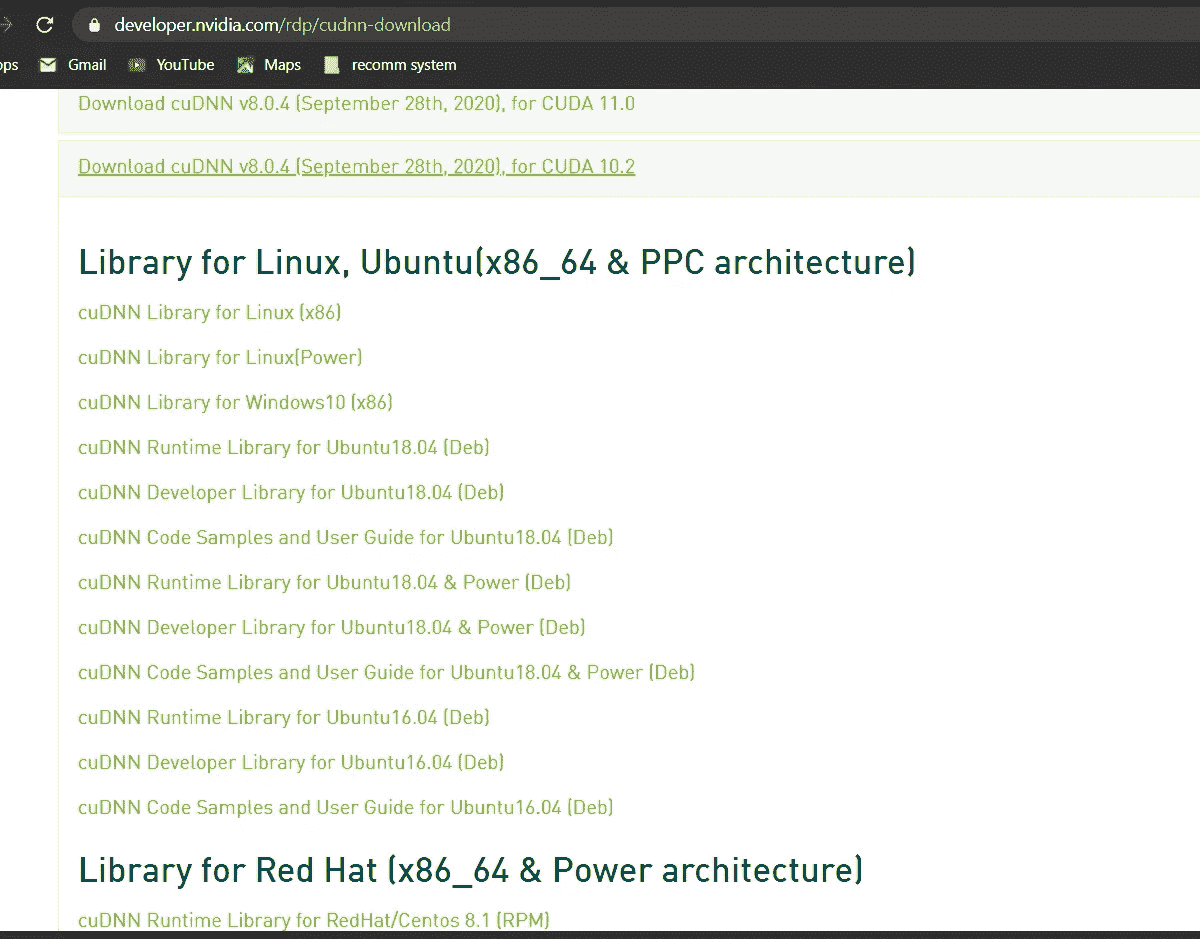 developer.nvidia.com/rdp/cudnn-download
Gmail YouTube Maps recomm system
Download cuDNN v8.0.4 (September 28th, 2020), for CUDA 11.0
Download cuDNN v8.0.4 (September 28th, 2020), for CUDA 10.2
Library for Linux, Ubuntu(x86_64 & PPC architecture)
cuDNN Library for Linux (x86)
cuDNN Library for Linux(Power)
cuDNN Library for Windows10 (x86)
cuDNN Runtime Library for Ubuntu18.04 (Deb)
cuDNN Developer Library for Ubuntu18.04 (Deb)
cuDNN Code Samples and User Guide for Ubuntu18.04 (Deb)
cuDNN Runtime Library for Ubuntu18.04 & Power (Deb)
cuDNN Developer Library for Ubuntu18.04 & Power (Deb)
cuDNN Code Samples and User Guide for Ubuntu18.04 & Power (Deb)
cuDNN Runtime Library for Ubuntu16.04 (Deb)
cuDNN Developer Library for Ubuntu16.04 (Deb)
cuDNN Code Samples and User Guide for Ubuntu16.04 (Deb)
Library for Red Hat (x86_64 & Power architecture)
cuDNN Runtime Library for RedHat/Centos 8.1 (RPM)